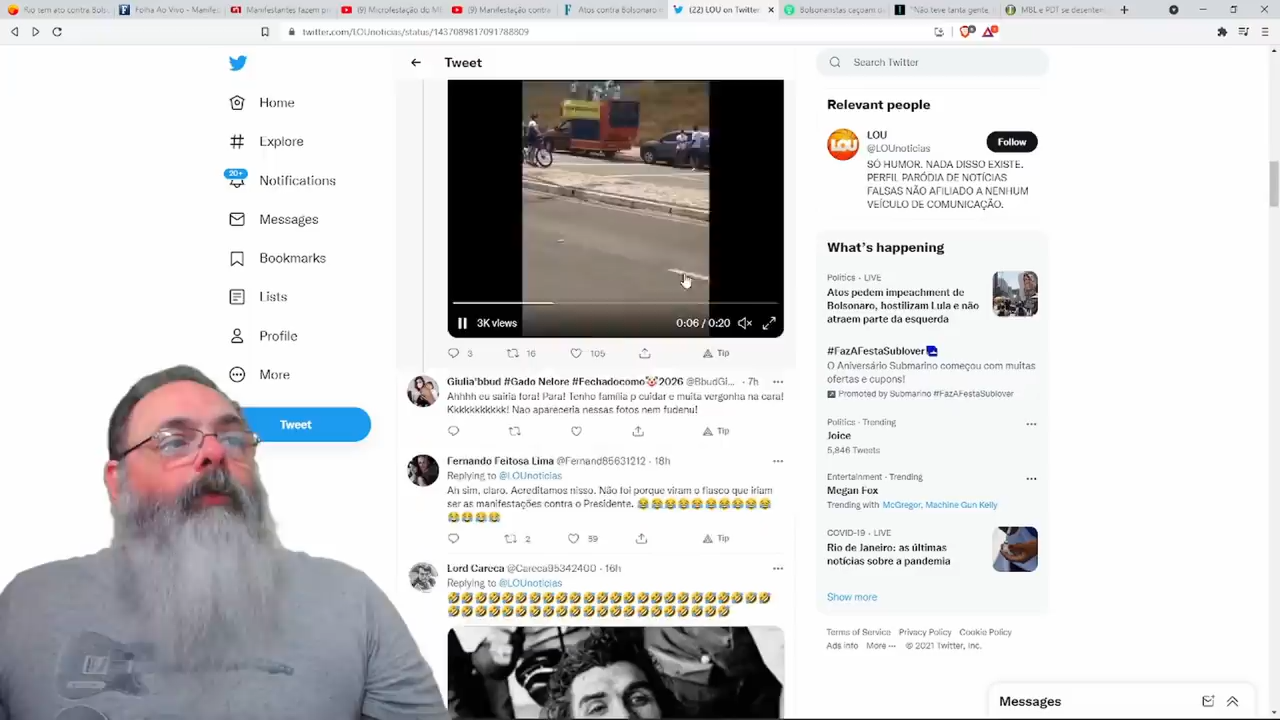 Rio tem ato contra Bols
Folha Ao Vivo - Manifes
Manifestantes fazem pr
(9) Microfestação do M
(9) Manifestação contra
Atos contra Bolsonaro
(22) LOU on Twitter
Bolsonaristas caçoam d
"Não teve tanta gente,
MBL e PDT se desenten
twitter.com/LOUnoticias/status/1437089817091788809
Home
Explore
20+
Notifications
Messages
Bookmarks
Lists
Profile
More
Tweet
Tweet
3K views
0:06 / 0:20
3
16
105
Tip
Giulia'bbud #Gado Nelore #Fechadocomo🤡2026 @BbudGi... · 7h
Ahhhh eu sairia fora! Para! Tenho família p cuidar e muita vergonha na cara!
Kkkkkkkkkkk! Nao apareceria nessas fotos nem fudenu!
Tip
Fernando Feitosa Lima @Fernand85631212 · 18h
Replying to @LOUnoticias
Ah sim, claro. Acreditamos nisso. Não foi porque viram o fiasco que iriam
ser as manifestações contra o Presidente. 😂😂😂😂😂😂😂😂😂😂
😂😂😂😂
2
59
Tip
Lord Careca @Careca95342400 · 16h
Replying to @LOUnoticias
🤣🤣🤣🤣🤣🤣🤣🤣🤣🤣🤣🤣🤣🤣🤣🤣🤣🤣🤣🤣🤣🤣🤣🤣
🤣🤣🤣🤣🤣🤣🤣🤣🤣🤣🤣🤣🤣🤣🤣🤣🤣🤣🤣🤣🤣
Search Twitter
Relevant people
LOU
@LOUnoticias
Follow
SÓ HUMOR. NADA DISSO EXISTE.
PERFIL PARÓDIA DE NOTÍCIAS
FALSAS NÃO AFILIADO A NENHUM
VEÍCULO DE COMUNICAÇÃO.
What's happening
Politics · LIVE
Atos pedem impeachment de
Bolsonaro, hostilizam Lula e não
atraem parte da esquerda
#FazAFestaSublover
O Aniversário Submarino começou com muitas
ofertas e cupons!
Promoted by Submarino #FazAFestaSublover
Politics · Trending
Joice
5,846 Tweets
Entertainment · Trending
Megan Fox
Trending with McGregor, Machine Gun Kelly
COVID-19 · LIVE
Rio de Janeiro: as últimas
notícias sobre a pandemia
Show more
Terms of Service Privacy Policy Cookie Policy
Ads info More ··· © 2021 Twitter, Inc.
Messages